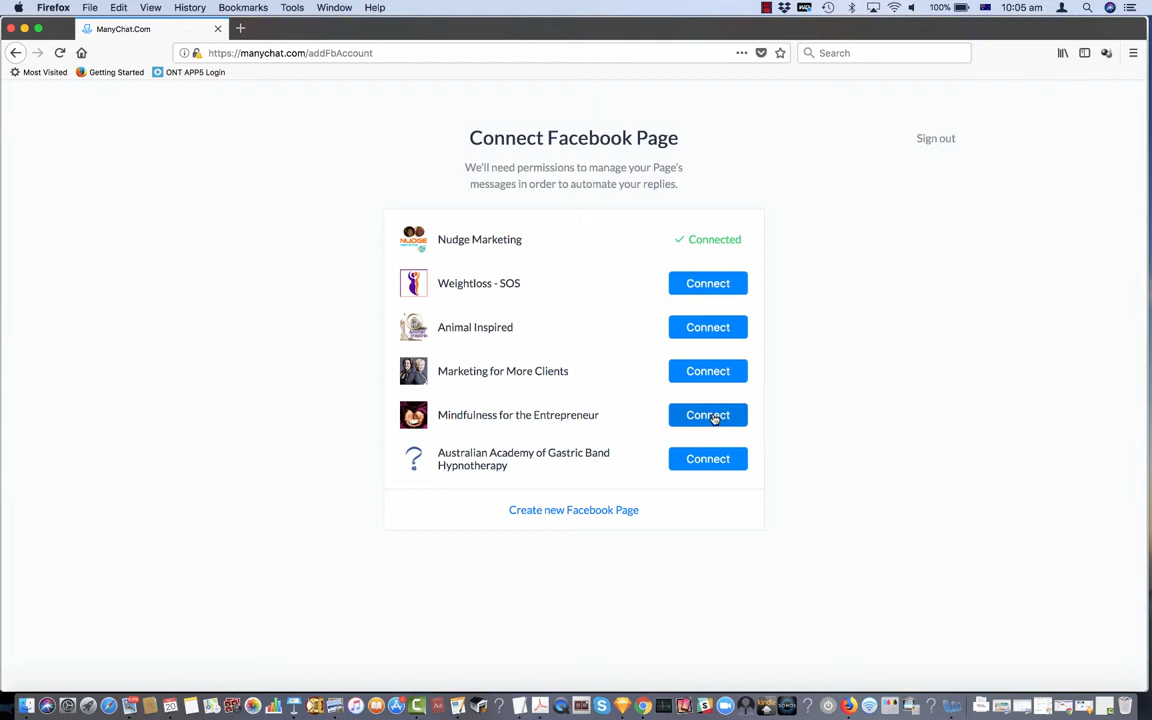 Firefox File Edit View History Bookmarks Tools Window Help 100% 10:05 am
ManyChat.Com
https://manychat.com/addFbAccount Search
Most Visited Getting Started ONT APP5 Login
Connect Facebook Page
Sign out
We'll need permissions to manage your Page's
messages in order to automate your replies.
Nudge Marketing Connected
Weightloss - SOS Connect
Animal Inspired Connect
Marketing for More Clients Connect
Mindfulness for the Entrepreneur Connect
Australian Academy of Gastric Band
Hypnotherapy
Connect
Create new Facebook Page